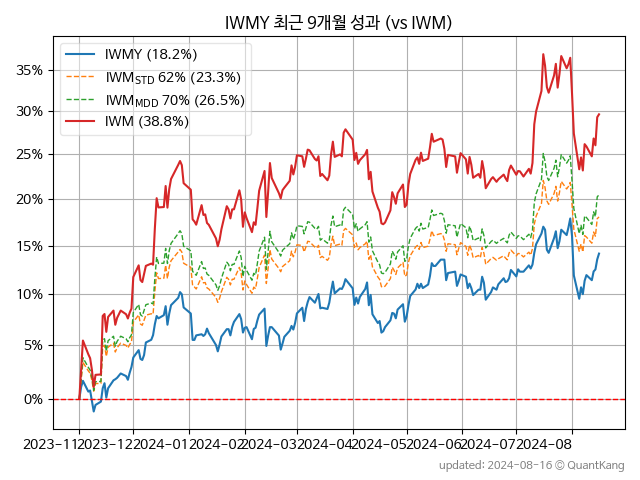 IWMY 최근 9개월 성과 (vs IWM)
IWMY (18.2%)
IWM_STD 62% (23.3%)
IWM_MDD 70% (26.5%)
IWM (38.8%)
35%
30%
25%
20%
15%
10%
5%
0%
2023-11 2023-12 2024-01 2024-02 2024-03 2024-04 2024-05 2024-06 2024-07 2024-08
updated: 2024-08-16 © QuantKang